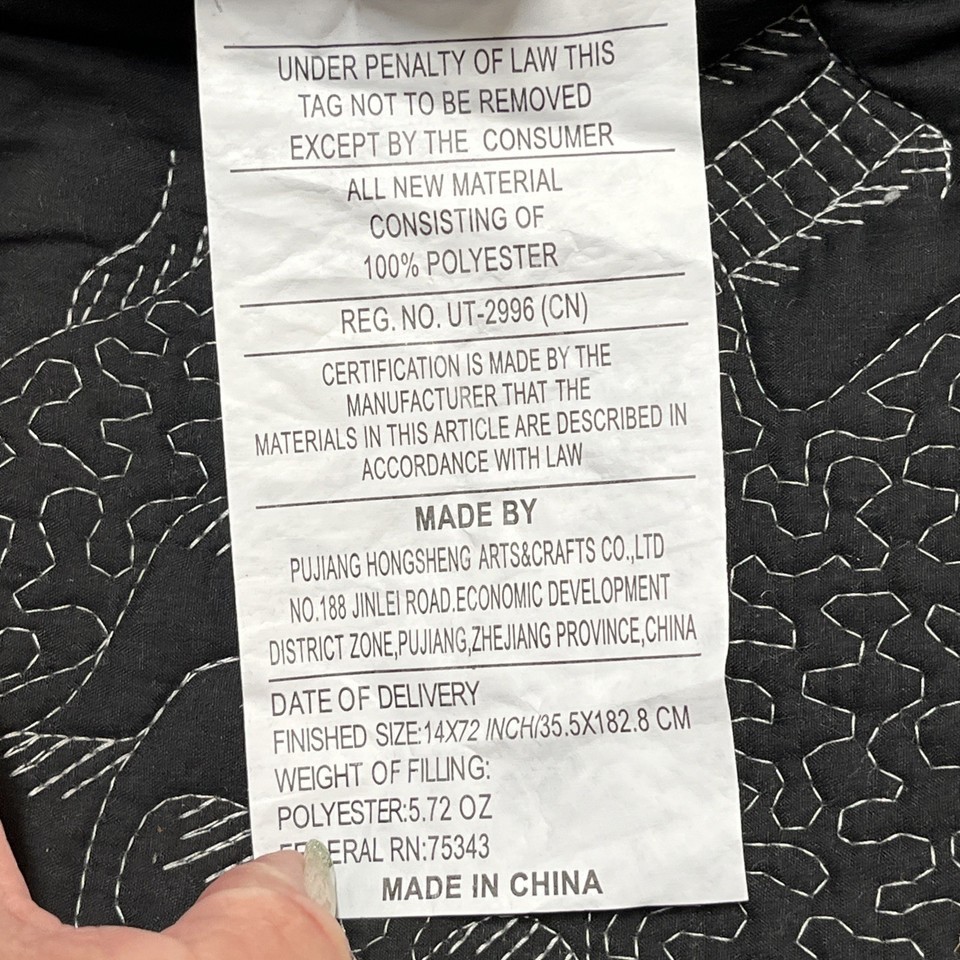 UNDER PENALTY OF LAW THIS
TAG NOT TO BE REMOVED
EXCEPT BY THE CONSUMER
ALL NEW MATERIAL
CONSISTING OF
100% POLYESTER
REG. NO. UT-2996 (CN)
CERTIFICATION IS MADE BY THE
MANUFACTURER THAT THE
MATERIALS IN THIS ARTICLE ARE DESCRIBED IN
ACCORDANCE WITH LAW
MADE BY
PUJIANG HONGSHENG ARTS&CRAFTS CO.,LTD
NO.188 JINLEI ROAD.ECONOMIC DEVELOPMENT
DISTRICT ZONE,PUJIANG,ZHEJIANG PROVINCE,CHINA
DATE OF DELIVERY
FINISHED SIZE:14X72 INCH/35.5X182.8 CM
WEIGHT OF FILLING:
POLYESTER:5.72 OZ
FEDERAL RN:75343
MADE IN CHINA